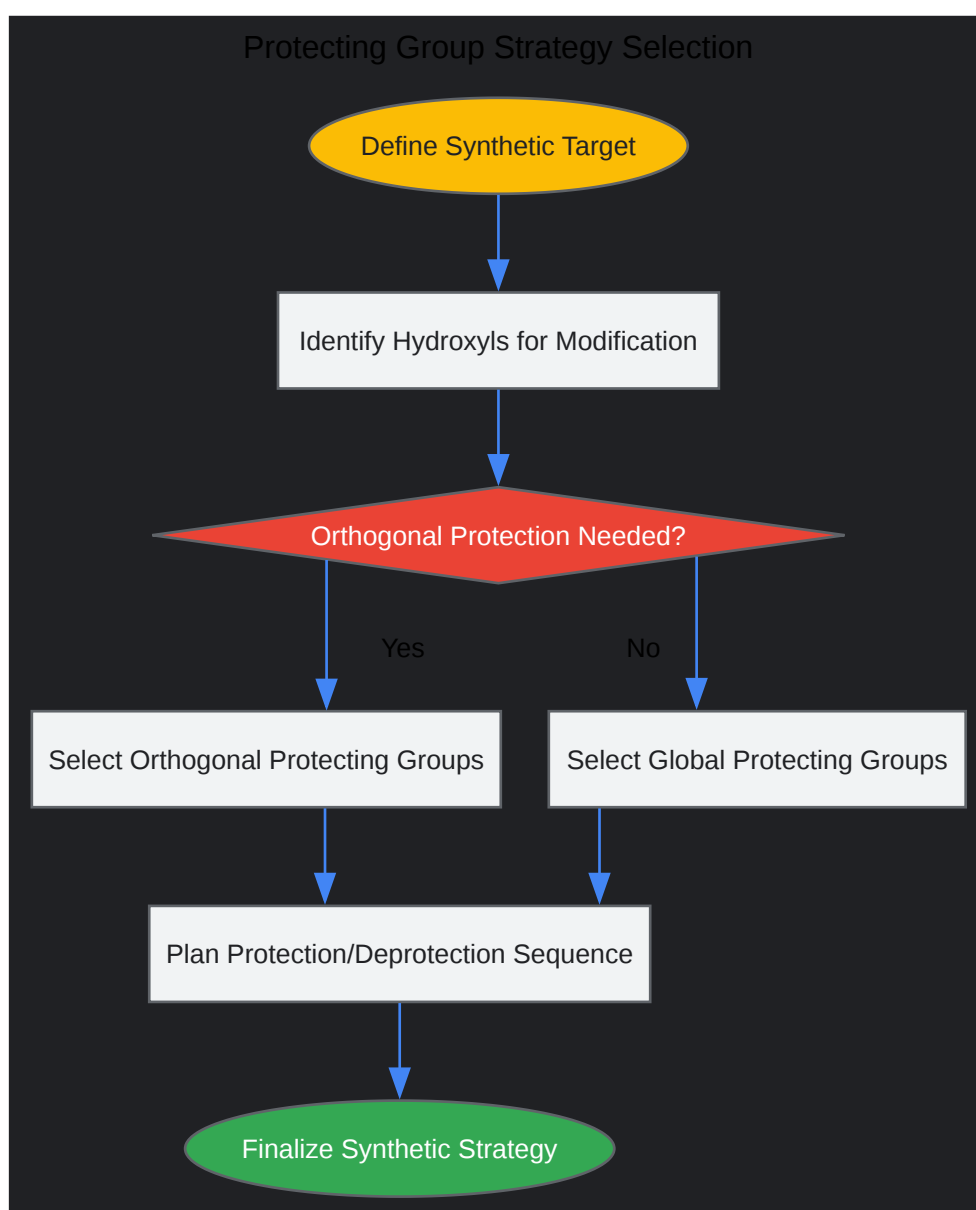 Protecting Group Strategy Selection
Define Synthetic Target
Identify Hydroxyls for Modification
Orthogonal Protection Needed?
Yes
No
Select Orthogonal Protecting Groups
Select Global Protecting Groups
Plan Protection/Deprotection Sequence
Finalize Synthetic Strategy